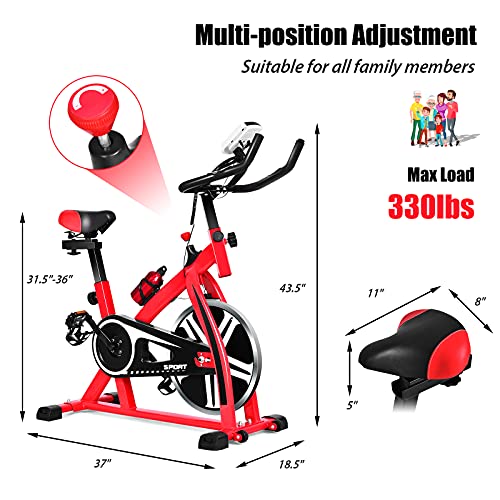 Multi-position Adjustment
Suitable for all family members
Max Load
330lbs
31.5"-36"
43.5"
11"
8"
5"
SPORT
37"
18.5"